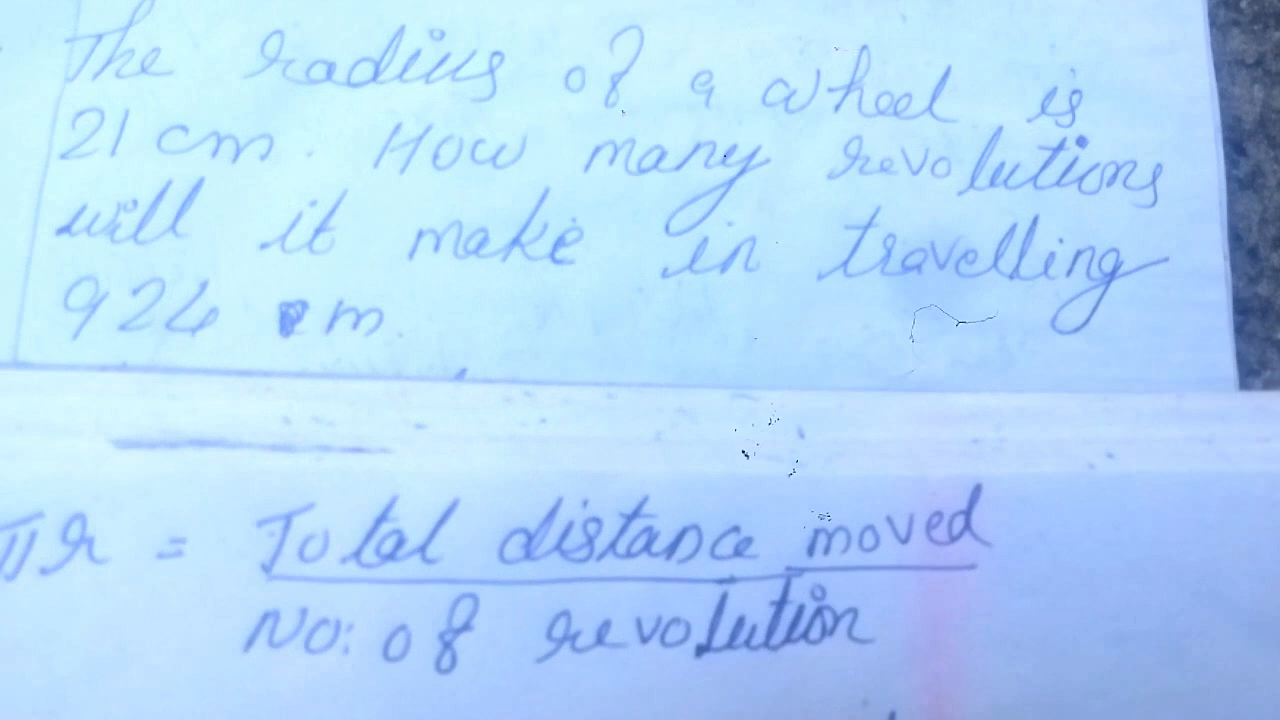 The radius of a wheel is
21 cm. How many revolutions
will it make in travelling
924 m.
πr = Total distance moved
No: of revolution